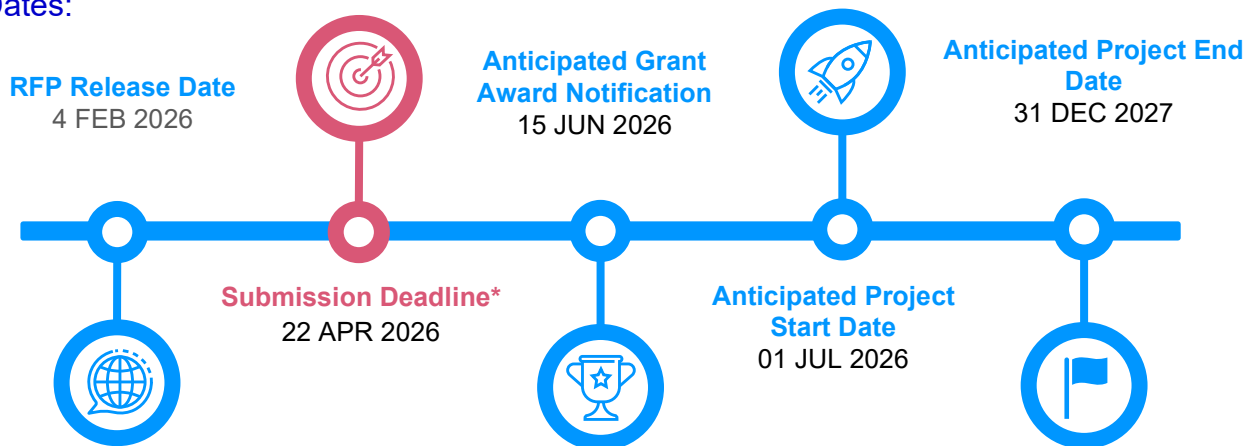 Dates:
RFP Release Date
4 FEB 2026
Submission Deadline*
22 APR 2026
Anticipated Grant
Award Notification
15 JUN 2026
Anticipated Project
Start Date
01 JUL 2026
Anticipated Project End
Date
31 DEC 2027